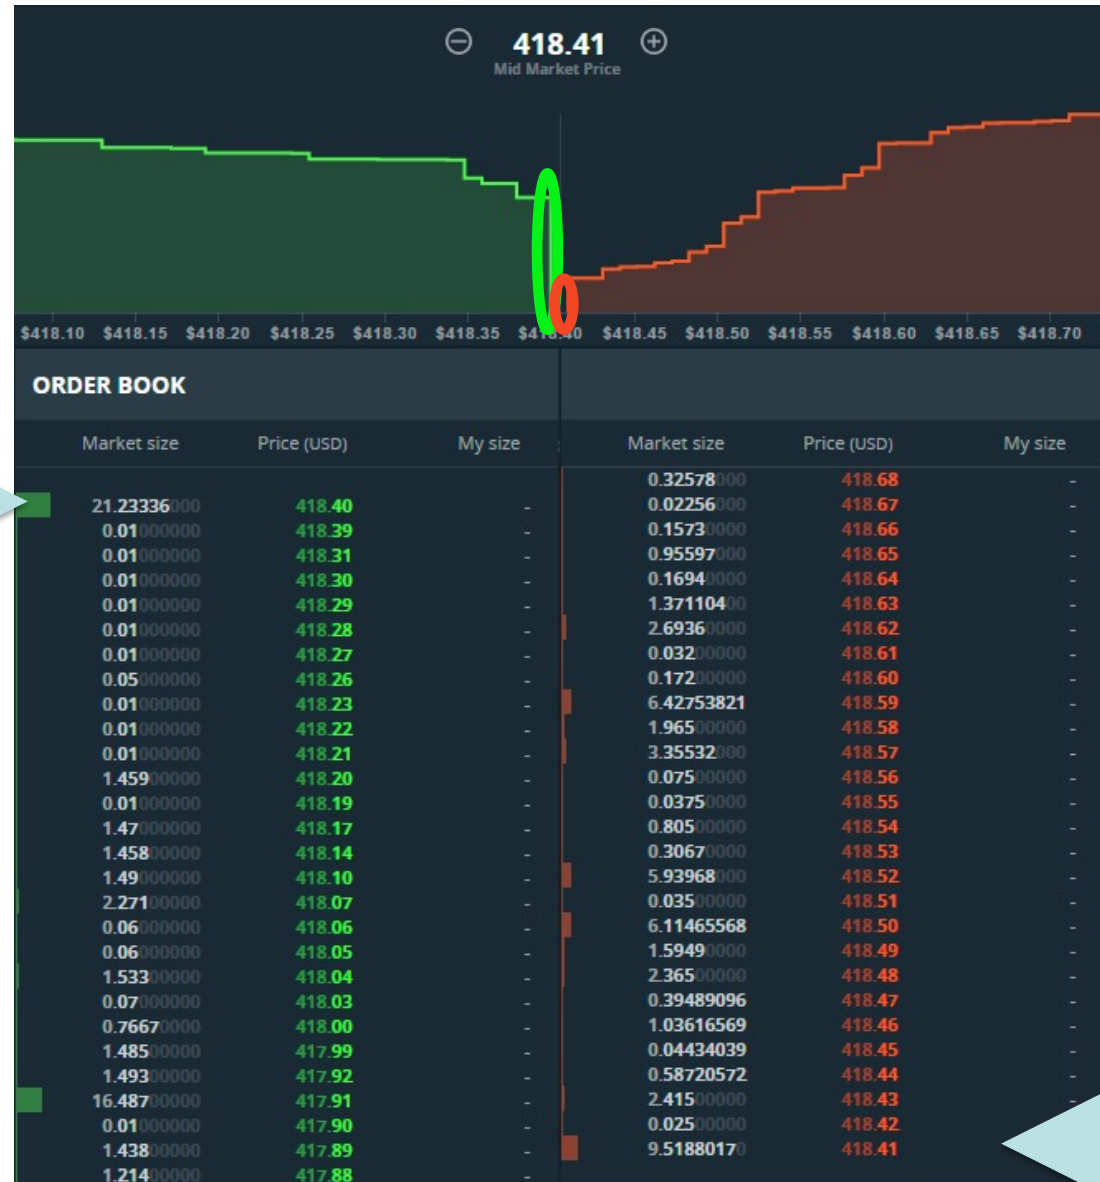 418.41
Mid Market Price
$418.10 $418.15 $418.20 $418.25 $418.30 $418.35 $418.45 $418.50 $418.55 $418.60 $418.65 $418.70
ORDER BOOK
Market size Price (USD) My size Market size Price (USD) My size
0.32578000 418.68 -
21.23336000 418.40 - 0.02256000 418.67 -
0.01000000 418.39 - 0.15730000 418.66 -
0.01000000 418.31 - 0.95597000 418.65 -
0.01000000 418.30 - 0.16940000 418.64 -
0.01000000 418.29 - 1.37110400 418.63 -
0.01000000 418.28 - 2.69360000 418.62 -
0.01000000 418.27 - 0.03200000 418.61 -
0.05000000 418.26 - 0.17200000 418.60 -
0.01000000 418.23 - 6.42753821 418.59 -
0.01000000 418.22 - 1.96500000 418.58 -
0.01000000 418.21 - 3.35532000 418.57 -
1.45900000 418.20 - 0.07500000 418.56 -
0.01000000 418.19 - 0.03750000 418.55 -
1.47000000 418.17 - 0.80500000 418.54 -
1.45800000 418.14 - 0.30670000 418.53 -
1.49000000 418.10 - 5.93968000 418.52 -
2.27100000 418.07 - 0.03500000 418.51 -
0.06000000 418.06 - 6.11465568 418.50 -
0.06000000 418.05 - 1.59490000 418.49 -
1.53300000 418.04 - 2.36500000 418.48 -
0.07000000 418.03 - 0.39489096 418.47 -
0.76670000 418.00 - 1.03616569 418.46 -
1.48500000 417.99 - 0.04434039 418.45 -
1.49300000 417.92 - 0.58720572 418.44 -
16.48700000 417.91 - 2.41500000 418.43 -
0.01000000 417.90 - 0.02500000 418.42 -
1.43800000 417.89 - 9.51880170 418.41 -
1.21400000 417.88 -